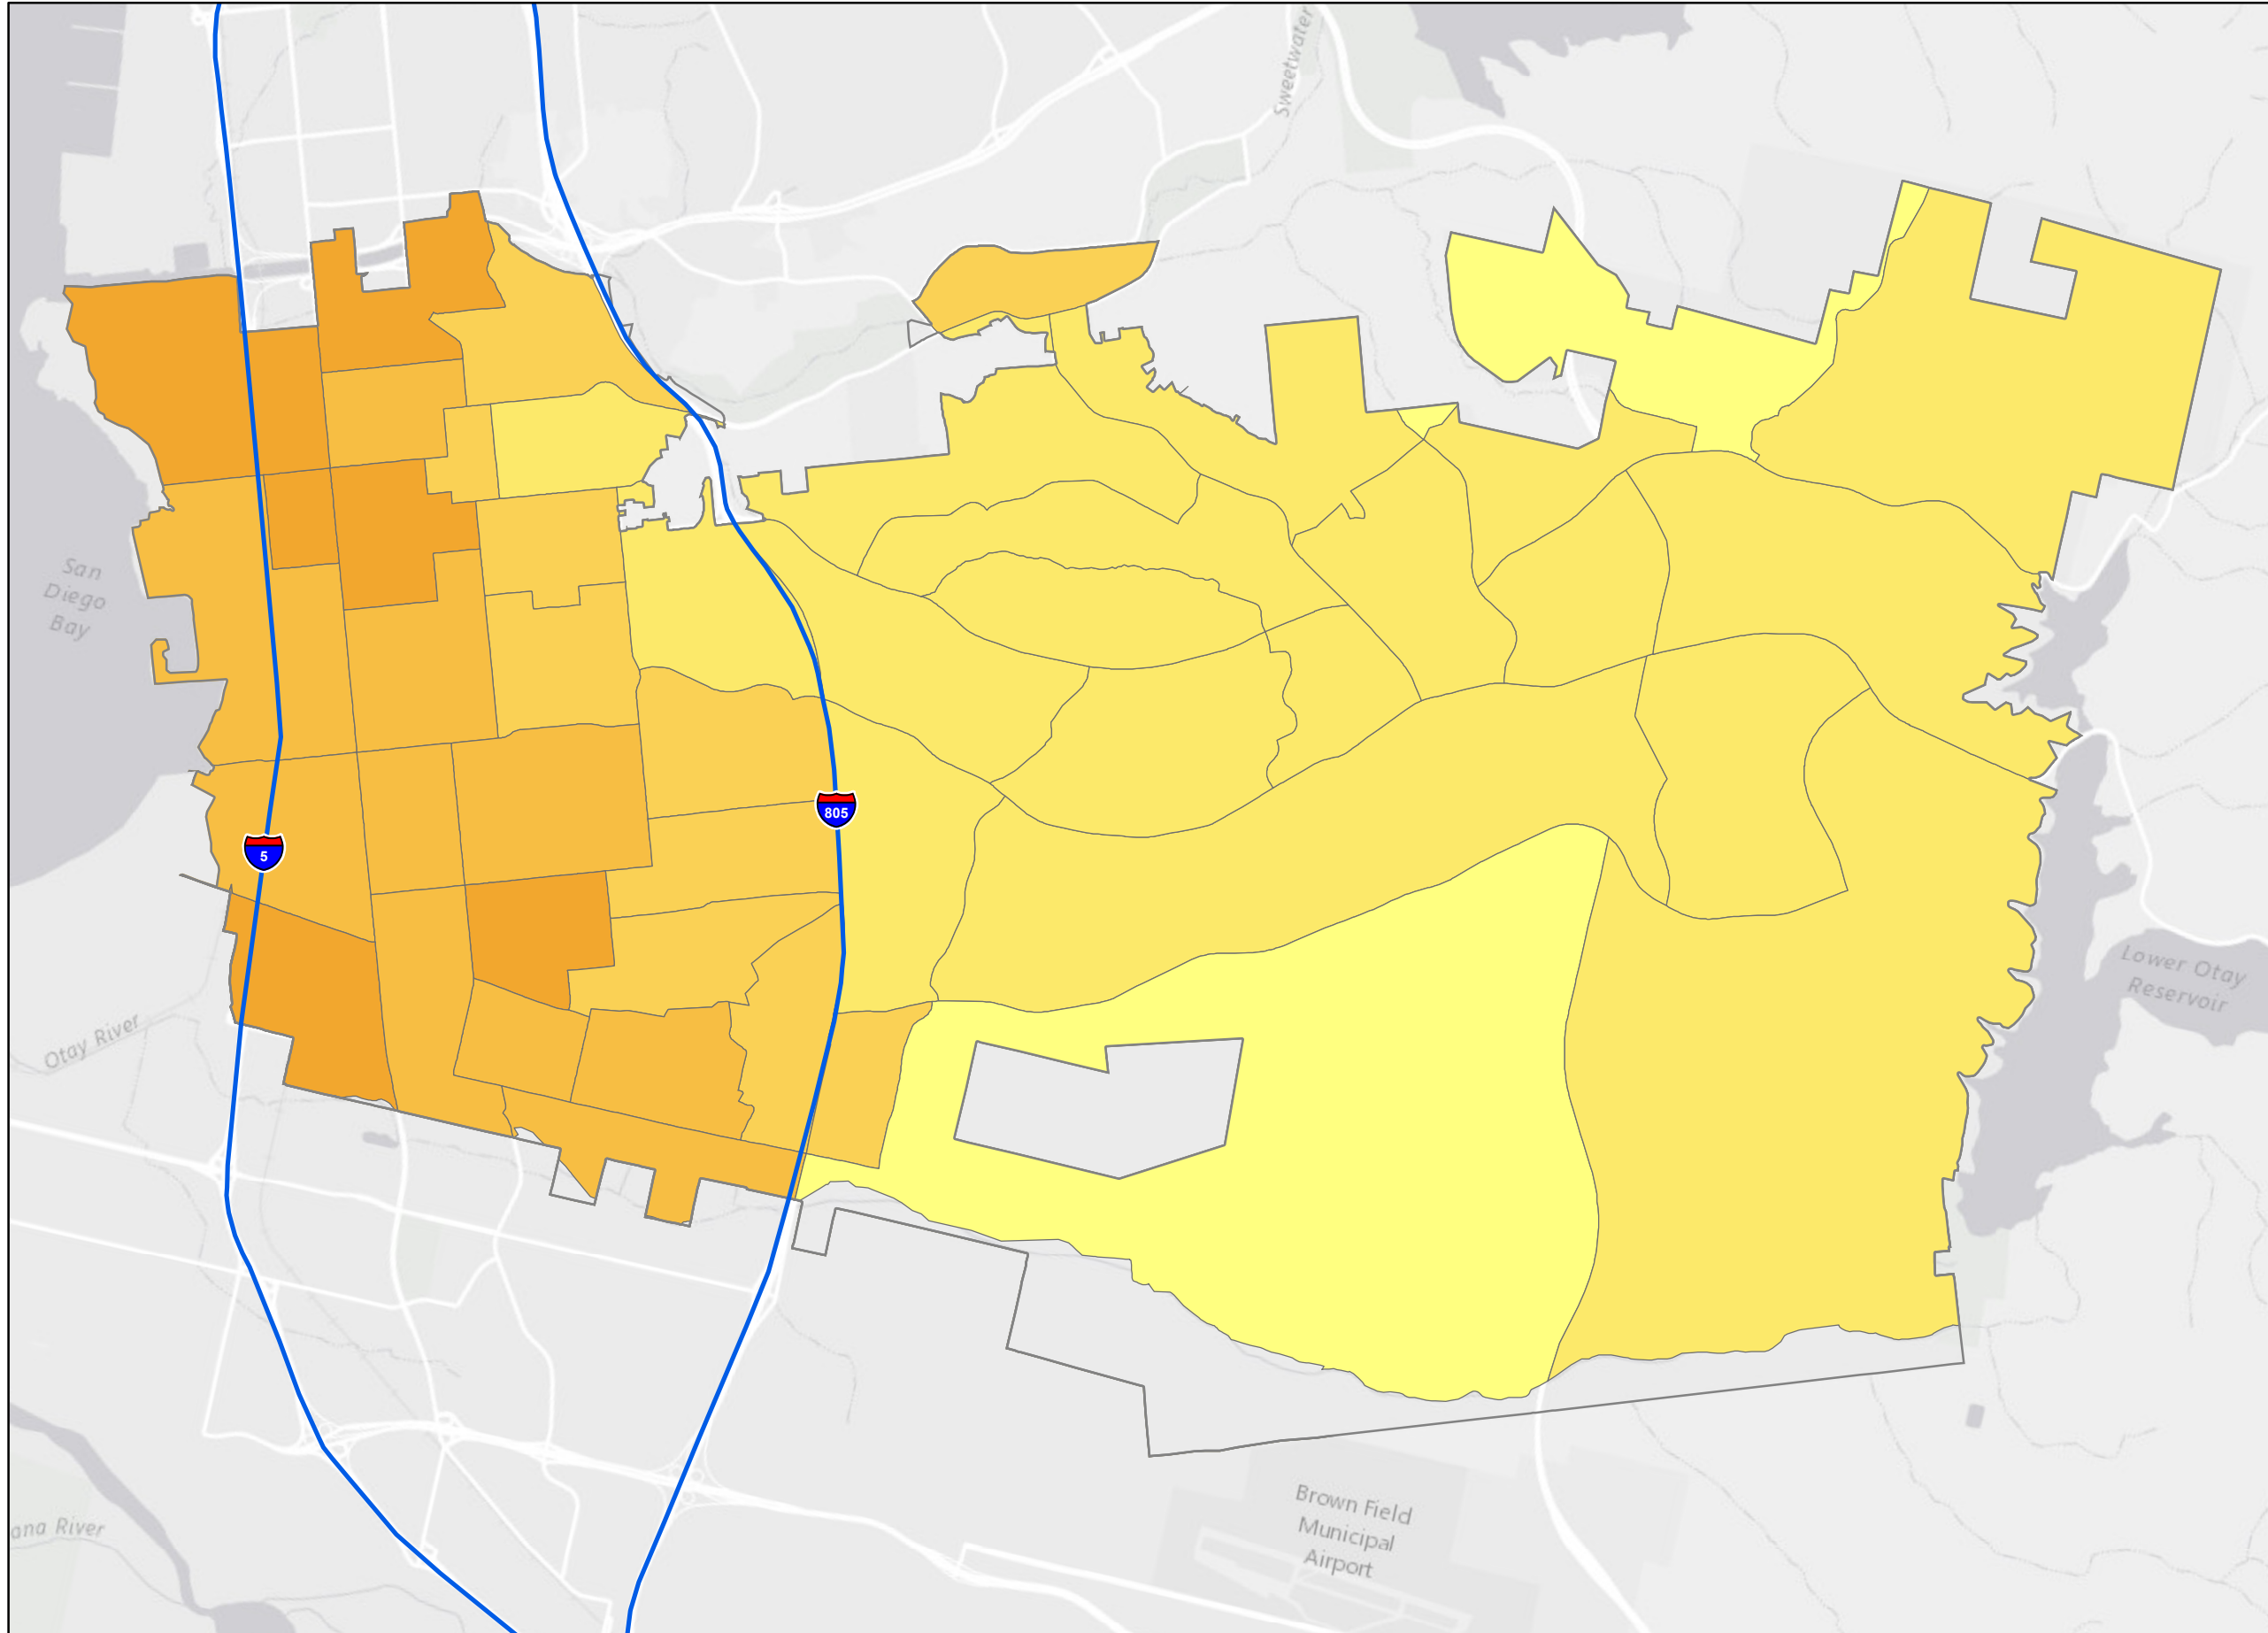 Sweetwater
San
Diego
Bay
805
5
Lower Otay
Reservoir
Otay River
Brown Field
Municipal
Airport
ana River